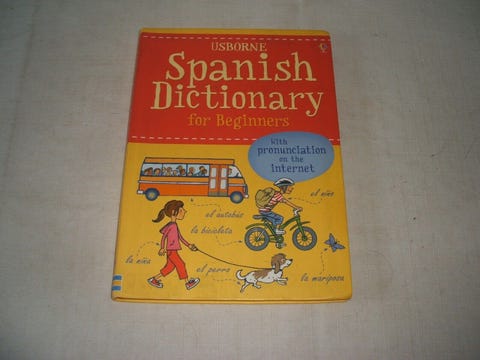 USBORNE
Spanish
Dictionary
for Beginners
With
pronunciation
on the
internet
el niño
el autobús
la bicicleta
la niña
el perro
la mariposa